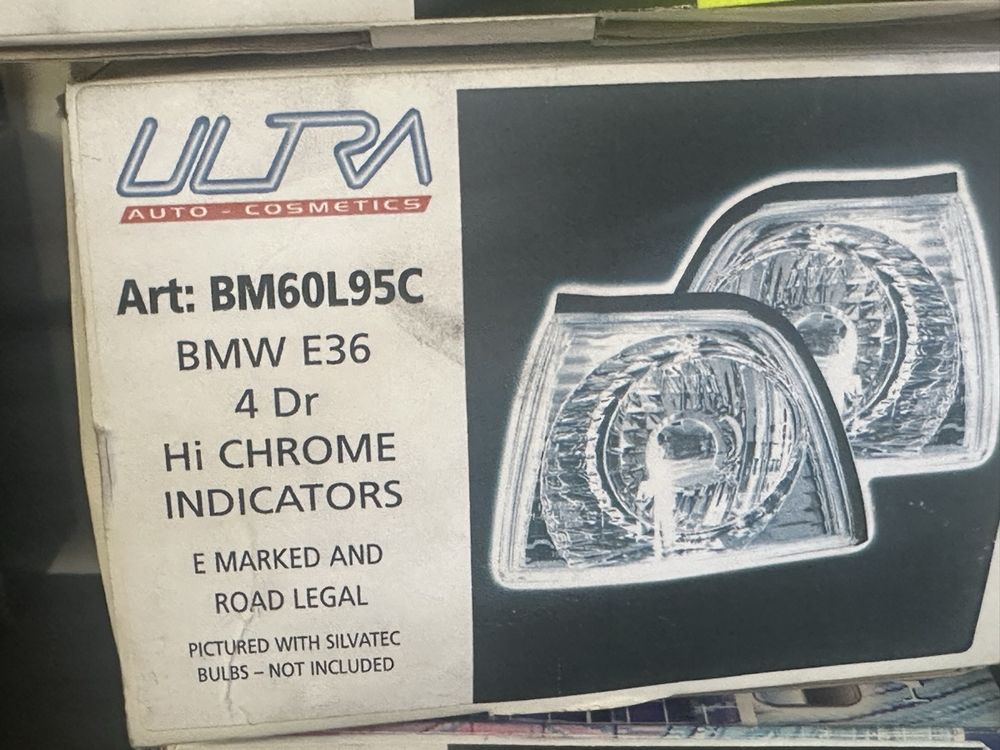 ULTRA
AUTO - COSMETICS
Art: BM60L95C
BMW E36
4 Dr
Hi CHROME
INDICATORS
E MARKED AND
ROAD LEGAL
PICTURED WITH SILVATEC
BULBS – NOT INCLUDED